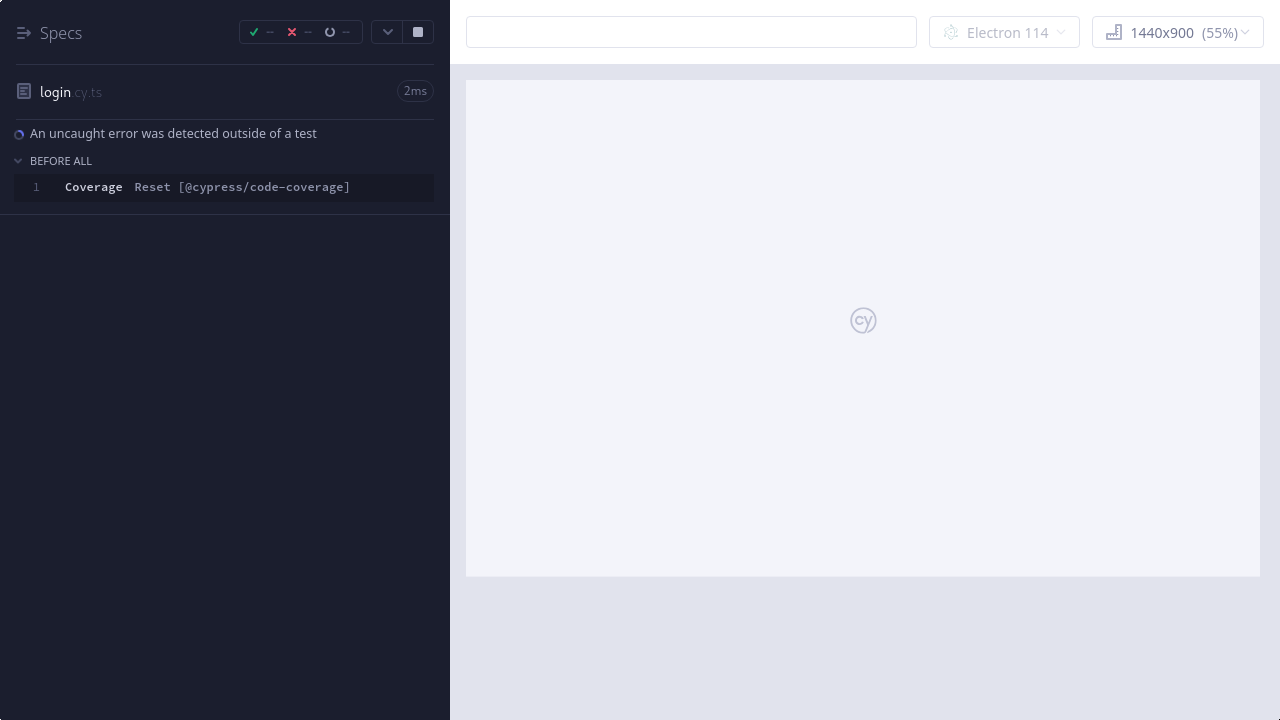 Specs
--
--
--
login.cy.ts
2ms
An uncaught error was detected outside of a test
BEFORE ALL
1 Coverage Reset [@cypress/code-coverage]
Electron 114
1440x900 (55%)
cy